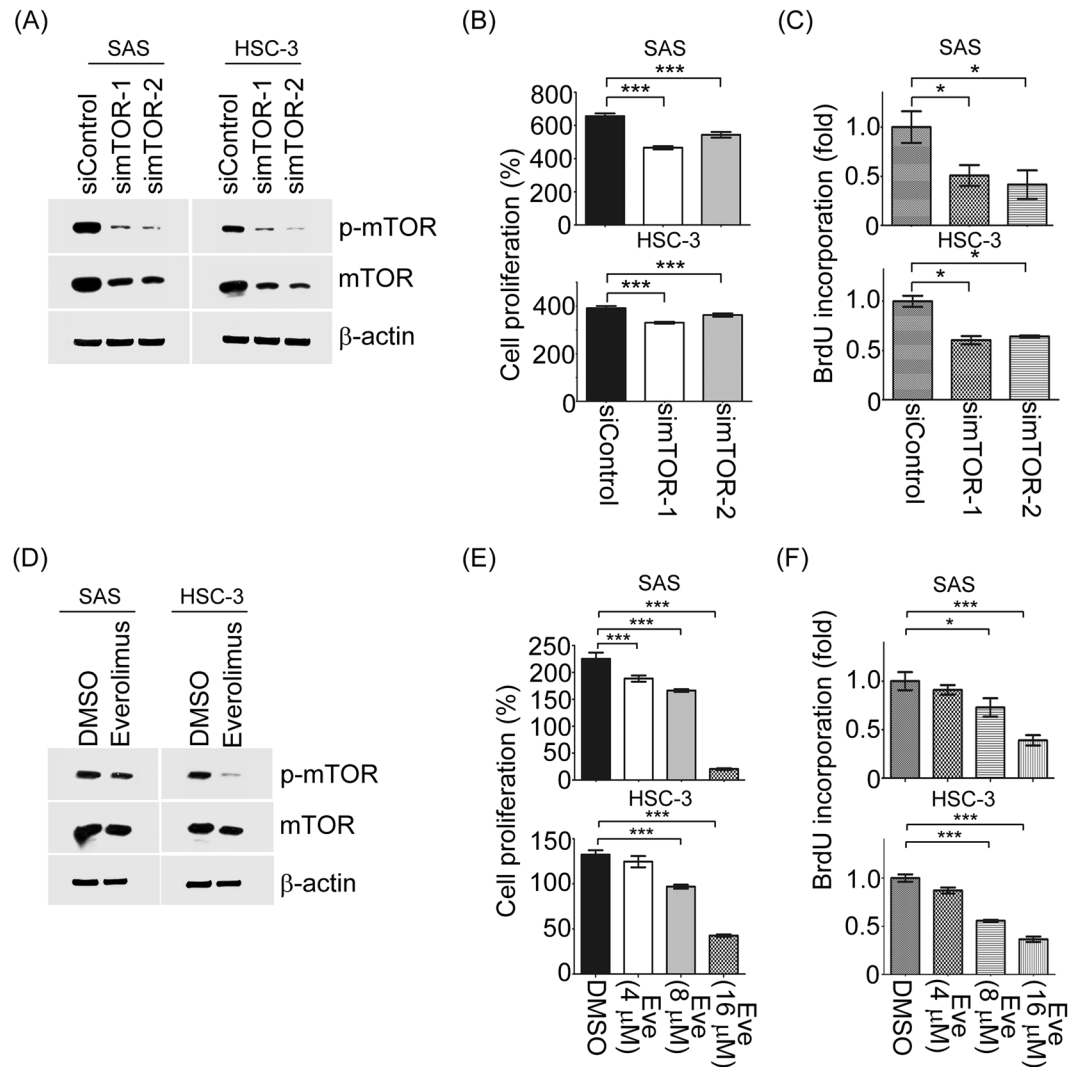 (A)
SAS
HSC-3
siControl
simTOR-1
simTOR-2
siControl
simTOR-1
simTOR-2
p-mTOR
mTOR
β-actin
(B)
SAS
***
***
800
600
400
200
0
HSC-3
***
***
400
200
0
Cell proliferation (%)
siControl
simTOR-1
simTOR-2
(C)
SAS
*
*
1.0
0.5
0
HSC-3
*
*
1.0
0.5
0
BrdU incorporation (fold)
siControl
simTOR-1
simTOR-2
(D)
SAS
HSC-3
DMSO
Everolimus
DMSO
Everolimus
p-mTOR
mTOR
β-actin
(E)
SAS
***
***
***
250
200
150
100
50
0
HSC-3
***
***
150
100
50
0
Cell proliferation (%)
DMSO
Eve
(4 μM)
Eve
(8 μM)
Eve
(16 μM)
(F)
SAS
***
*
1.0
0.5
0
HSC-3
***
***
1.0
0.5
0
BrdU incorporation (fold)
DMSO
Eve
(4 μM)
Eve
(8 μM)
Eve
(16 μM)